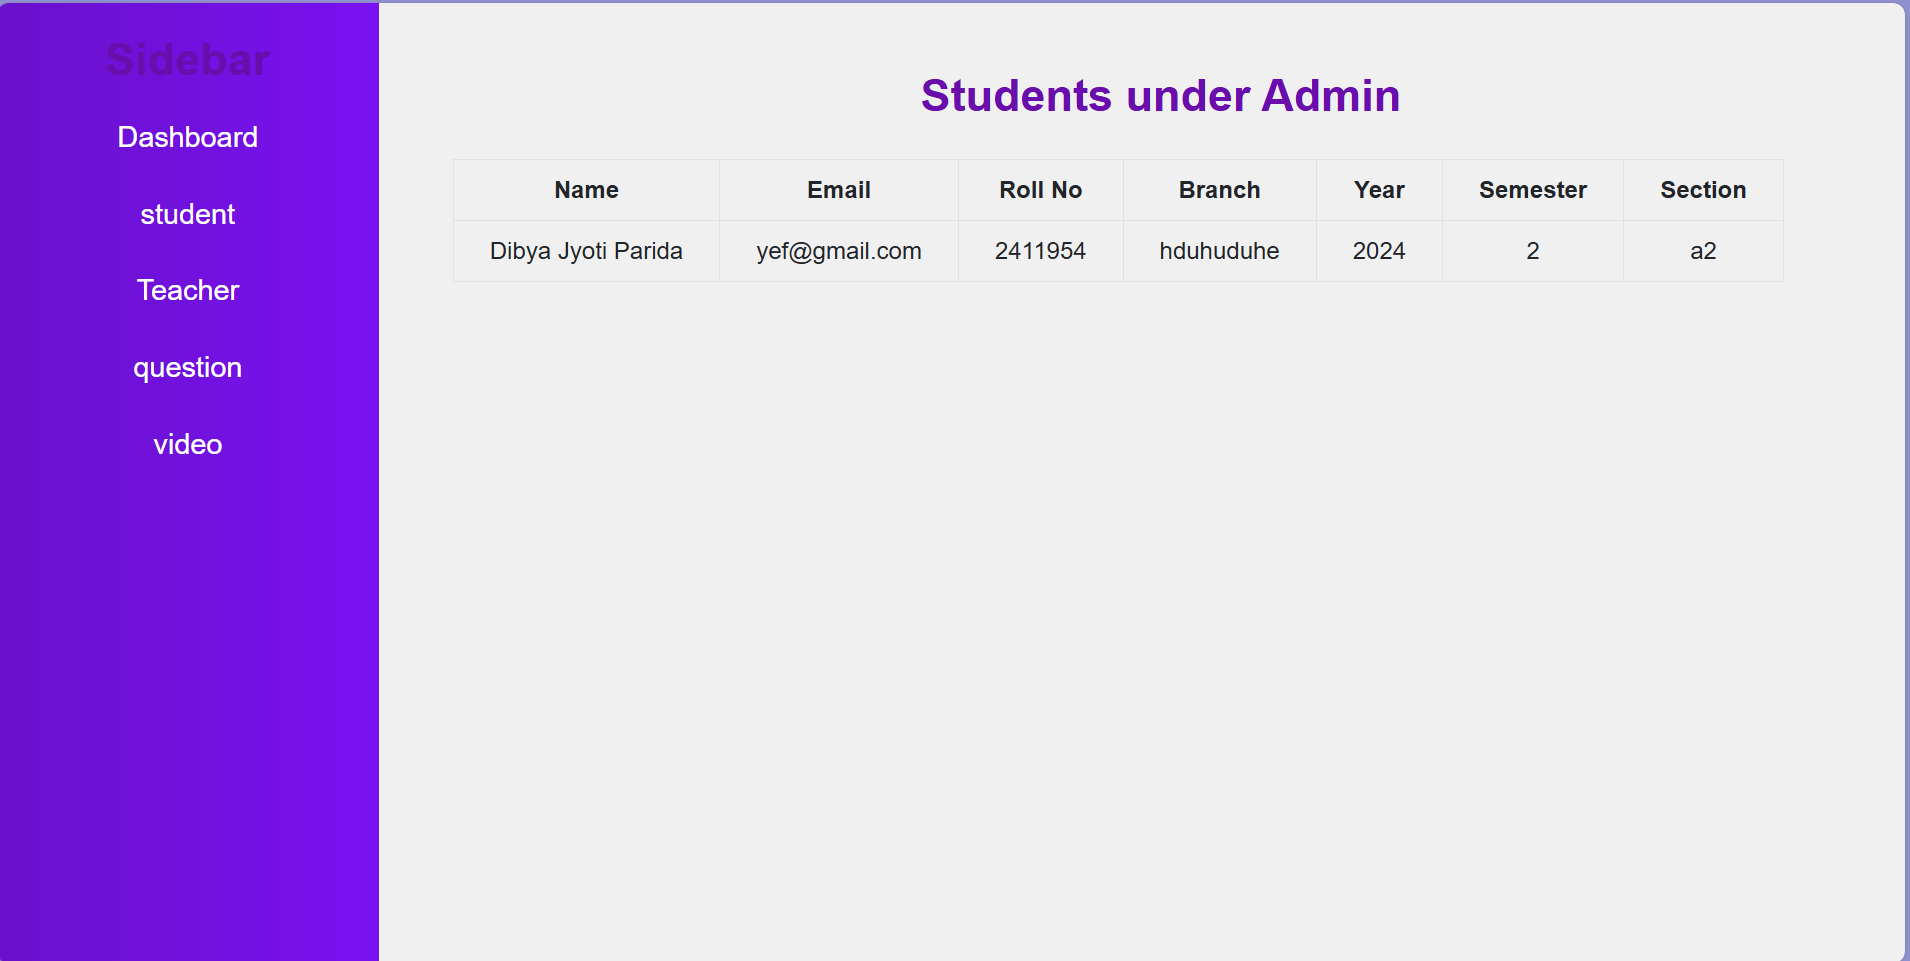 Sidebar
Dashboard
student
Teacher
question
video
Students under Admin
Name Email Roll No Branch Year Semester Section
Dibya Jyoti Parida yef@gmail.com 2411954 hduhuduhe 2024 2 a2